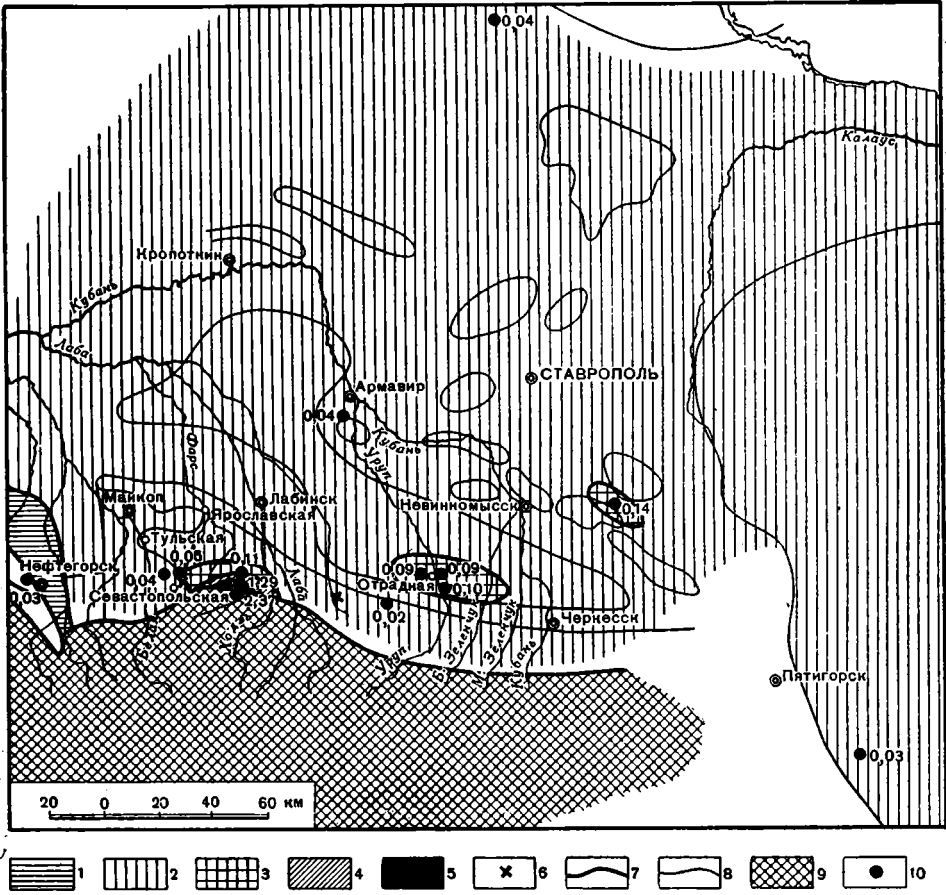 0,04
Калаус
Кропоткин
Кубань
Лаба
СТАВРОПОЛЬ
Армавир
0,04
Кубань
Уруп
Фарс
Майкоп
Лабинск
Ярославская
Невинномысск
0,14
Тульская
Нефтегорск
0,03
0,04
0,11
1,29
Севастопольская
Лаба
0,09
0,09
Отрадная
0,10
0,02
Черкесск
Уруп
Б. Зеленчук
М. Зеленчук
Кубань
Пятигорск
0,03
20 0 20 40 60 км
1 2 3 4 5 6 7 8 9 10